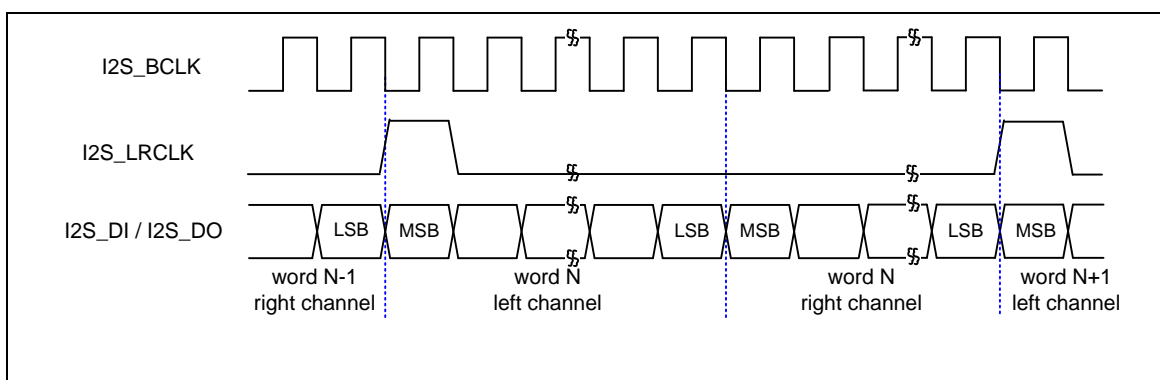 I2S_BCLK
I2S_LRCLK
I2S_DI / I2S_DO
LSB MSB LSB MSB LSB MSB
word N-1 word N word N word N+1
right channel left channel right channel left channel